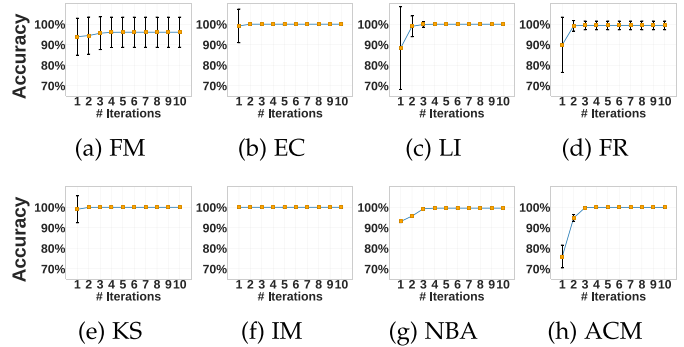 Accuracy
100%
90%
80%
70%
1 2 3 4 5 6 7 8 9 10
# Iterations
(a) FM
100%
90%
80%
70%
1 2 3 4 5 6 7 8 9 10
# Iterations
(b) EC
100%
90%
80%
70%
1 2 3 4 5 6 7 8 9 10
# Iterations
(c) LI
100%
90%
80%
70%
1 2 3 4 5 6 7 8 9 10
# Iterations
(d) FR
Accuracy
100%
90%
80%
70%
1 2 3 4 5 6 7 8 9 10
# Iterations
(e) KS
100%
90%
80%
70%
1 2 3 4 5 6 7 8 9 10
# Iterations
(f) IM
100%
90%
80%
70%
1 2 3 4 5 6 7 8 9 10
# Iterations
(g) NBA
100%
90%
80%
70%
1 2 3 4 5 6 7 8 9 10
# Iterations
(h) ACM